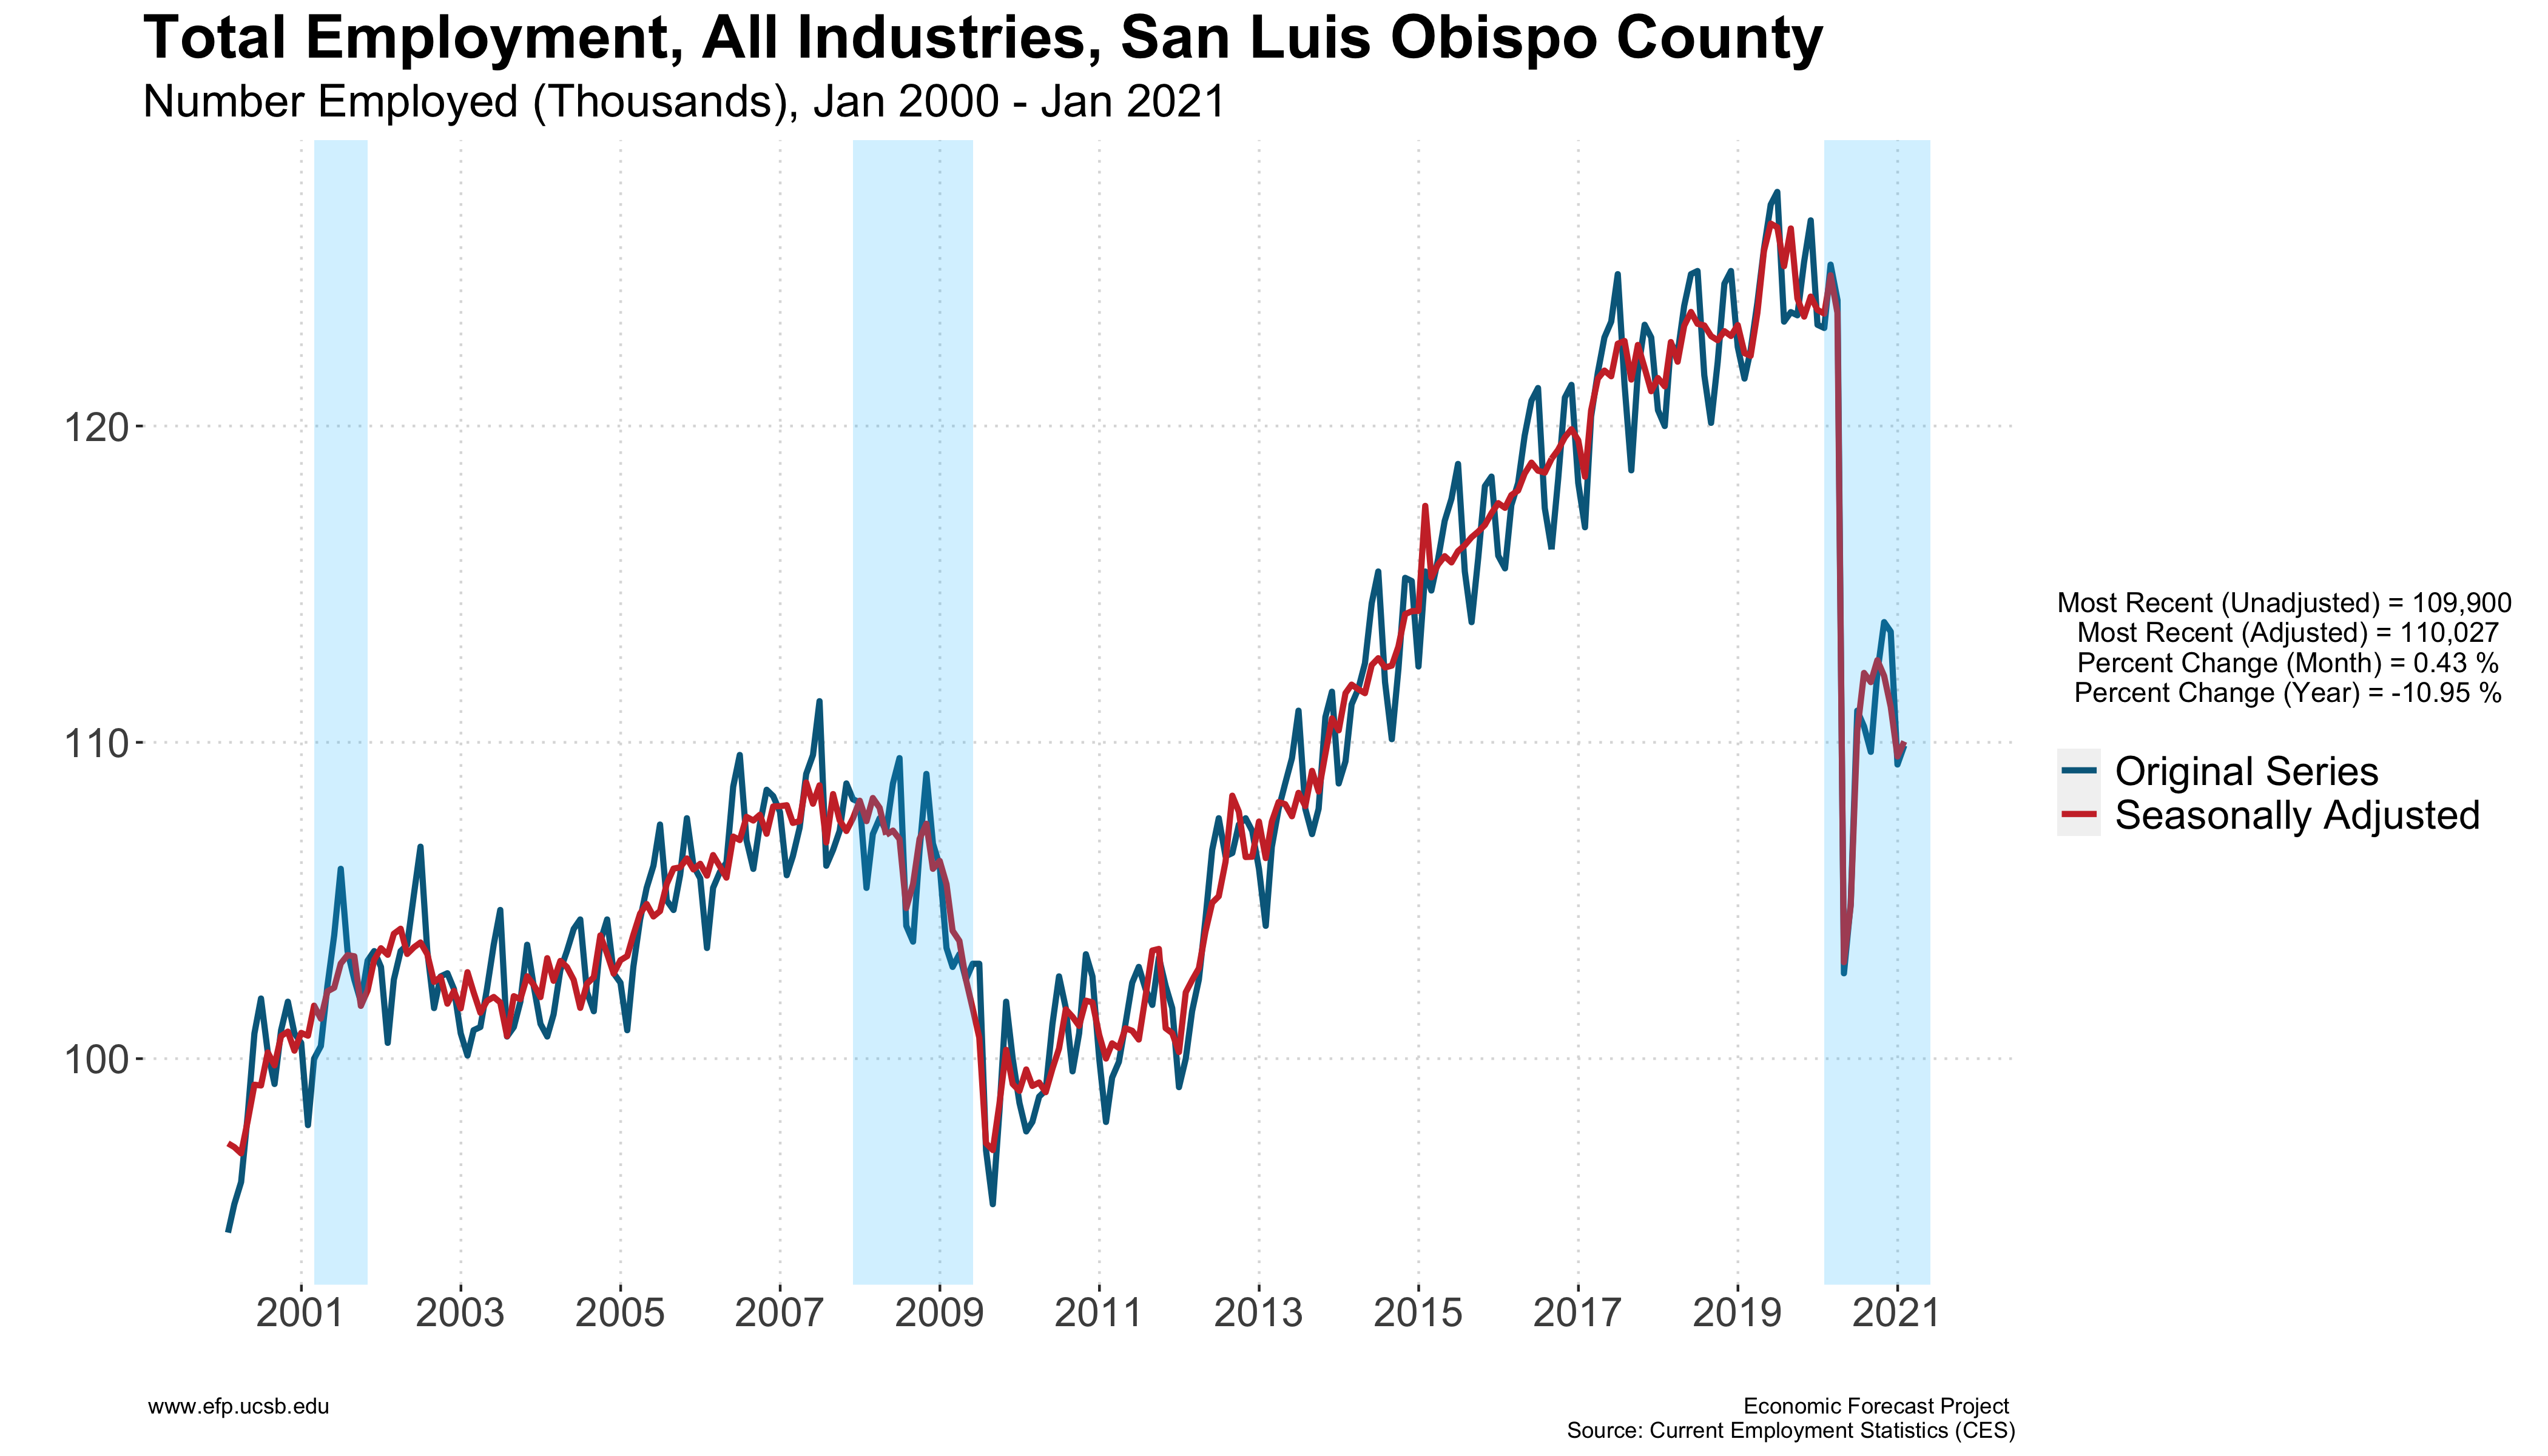 Total Employment, All Industries, San Luis Obispo County
Number Employed (Thousands), Jan 2000 - Jan 2021
120
110
100
2001 2003 2005 2007 2009 2011 2013 2015 2017 2019 2021
Most Recent (Unadjusted) = 109,900
Most Recent (Adjusted) = 110,027
Percent Change (Month) = 0.43 %
Percent Change (Year) = -10.95 %
Original Series
Seasonally Adjusted
www.efp.ucsb.edu
Economic Forecast Project
Source: Current Employment Statistics (CES)